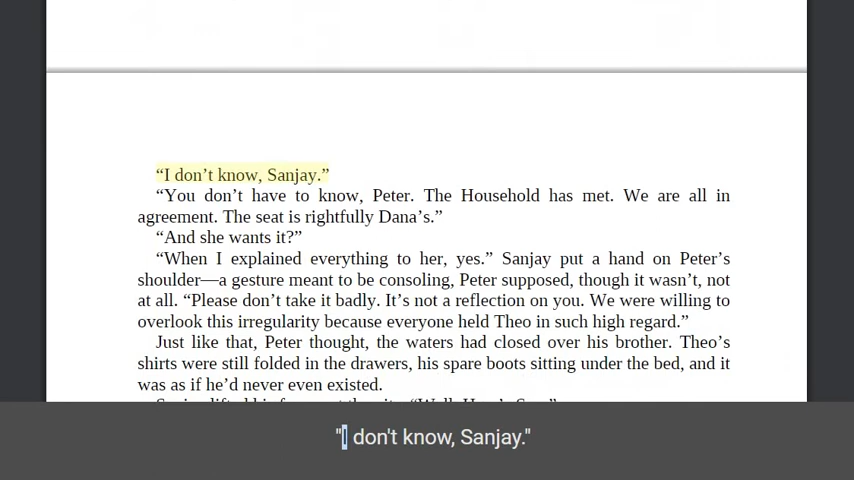 “I don’t know, Sanjay.”
“You don’t have to know, Peter. The Household has met. We are all in
agreement. The seat is rightfully Dana’s.”
“And she wants it?”
“When I explained everything to her, yes.” Sanjay put a hand on Peter’s
shoulder—a gesture meant to be consoling, Peter supposed, though it wasn’t, not
at all. “Please don’t take it badly. It’s not a reflection on you. We were willing to
overlook this irregularity because everyone held Theo in such high regard.”
Just like that, Peter thought, the waters had closed over his brother. Theo’s
shirts were still folded in the drawers, his spare boots sitting under the bed, and it
was as if he’d never even existed.
"I don't know, Sanjay."